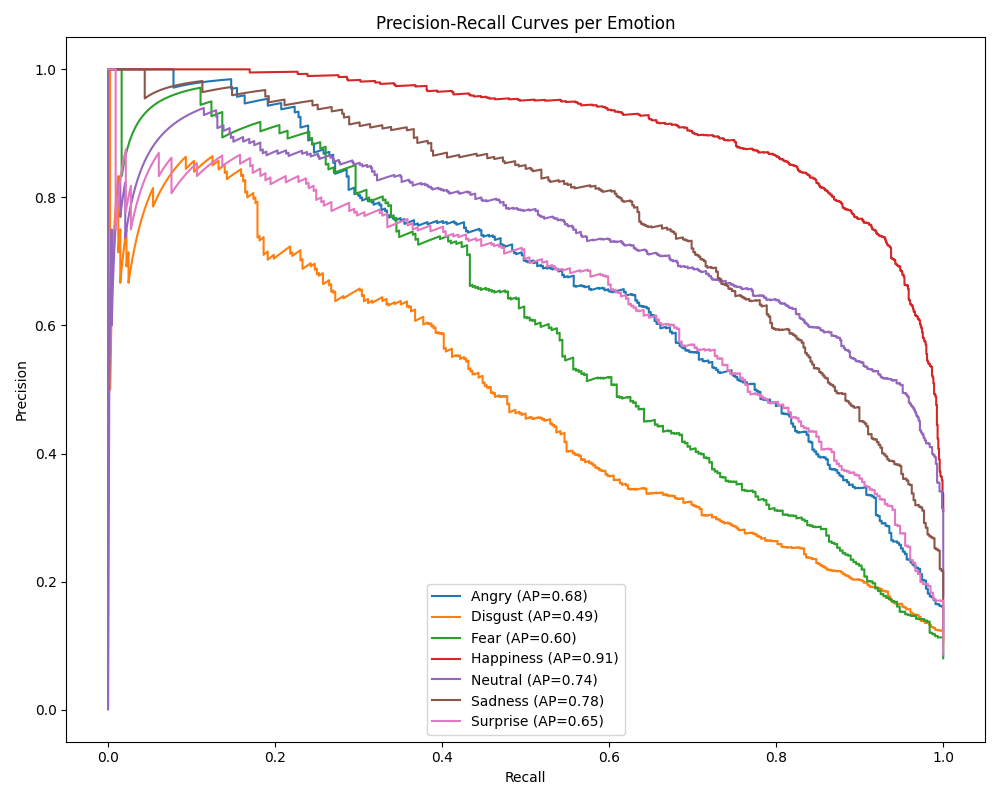 Precision-Recall Curves per Emotion
1.0
0.8
0.6
0.4
0.2
0.0
Precision
Angry (AP=0.68)
Disgust (AP=0.49)
Fear (AP=0.60)
Happiness (AP=0.91)
Neutral (AP=0.74)
Sadness (AP=0.78)
Surprise (AP=0.65)
0.0 0.2 0.4 0.6 0.8 1.0
Recall